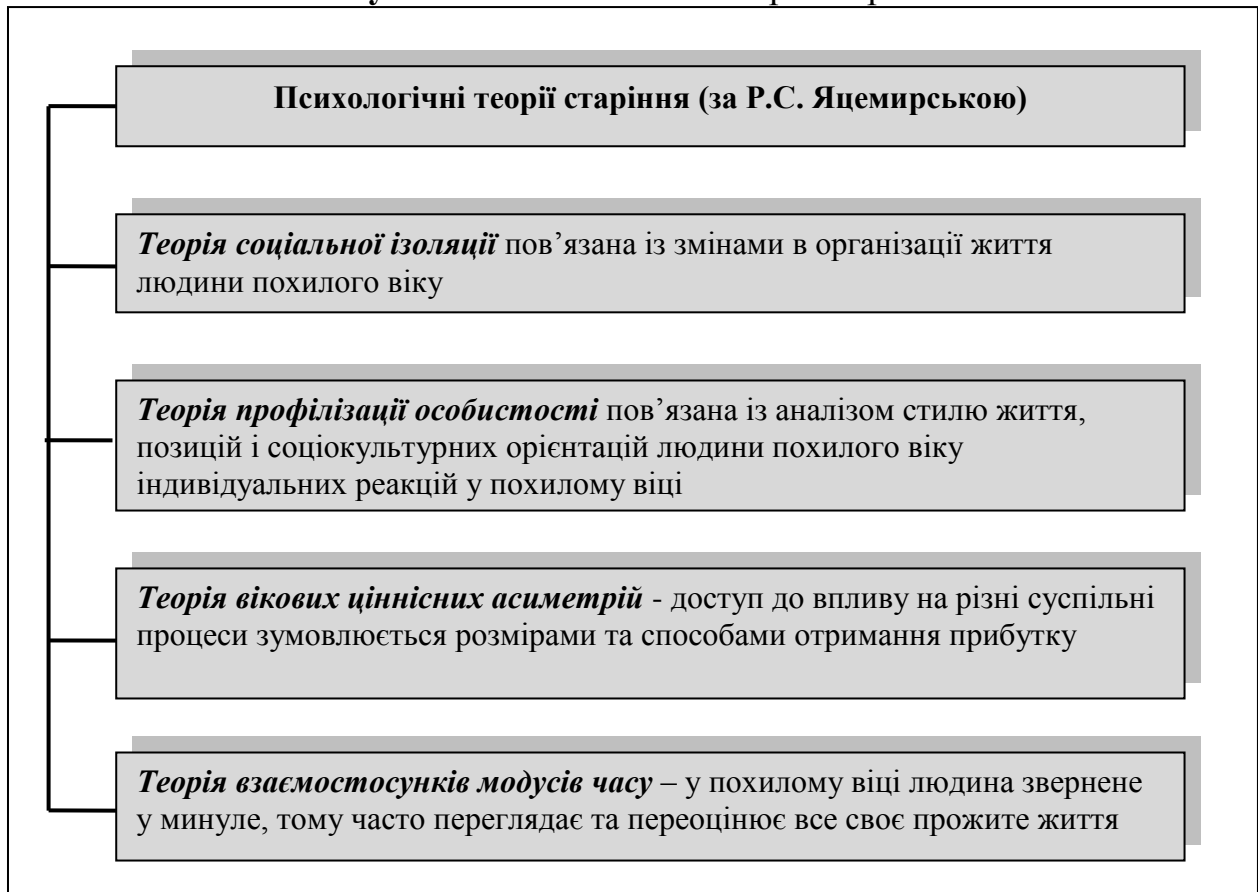 Психологічні теорії старіння (за Р.С. Яцемирською)
Теорія соціальної ізоляції пов’язана із змінами в організації життя
людини похилого віку
Теорія профілізації особистості пов’язана із аналізом стилю життя,
позицій і соціокультурних орієнтацій людини похилого віку
індивідуальних реакцій у похилому віці
Теорія вікових ціннісних асиметрій - доступ до впливу на різні суспільні
процеси зумовлюється розмірами та способами отримання прибутку
Теорія взаємостосунків модусів часу – у похилому віці людина звернене
у минуле, тому часто переглядає та переоцінює все своє прожите життя